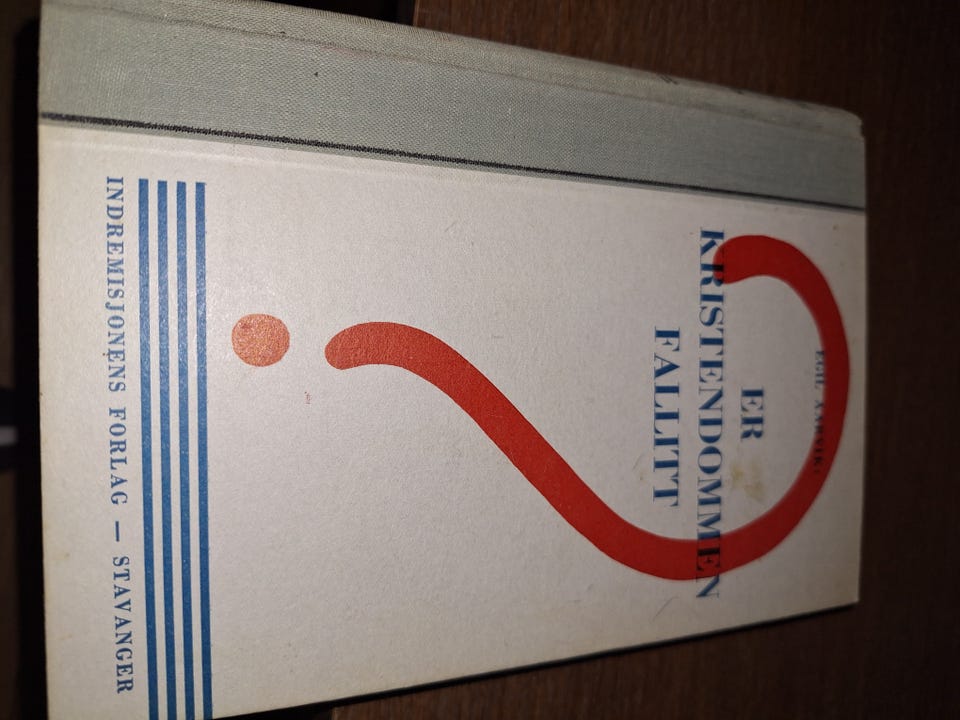 EGIL AARVIK:
ER
KRISTENDOMMEN
FALLITT
?
INDREMISJONENS FORLAG — STAVANGER